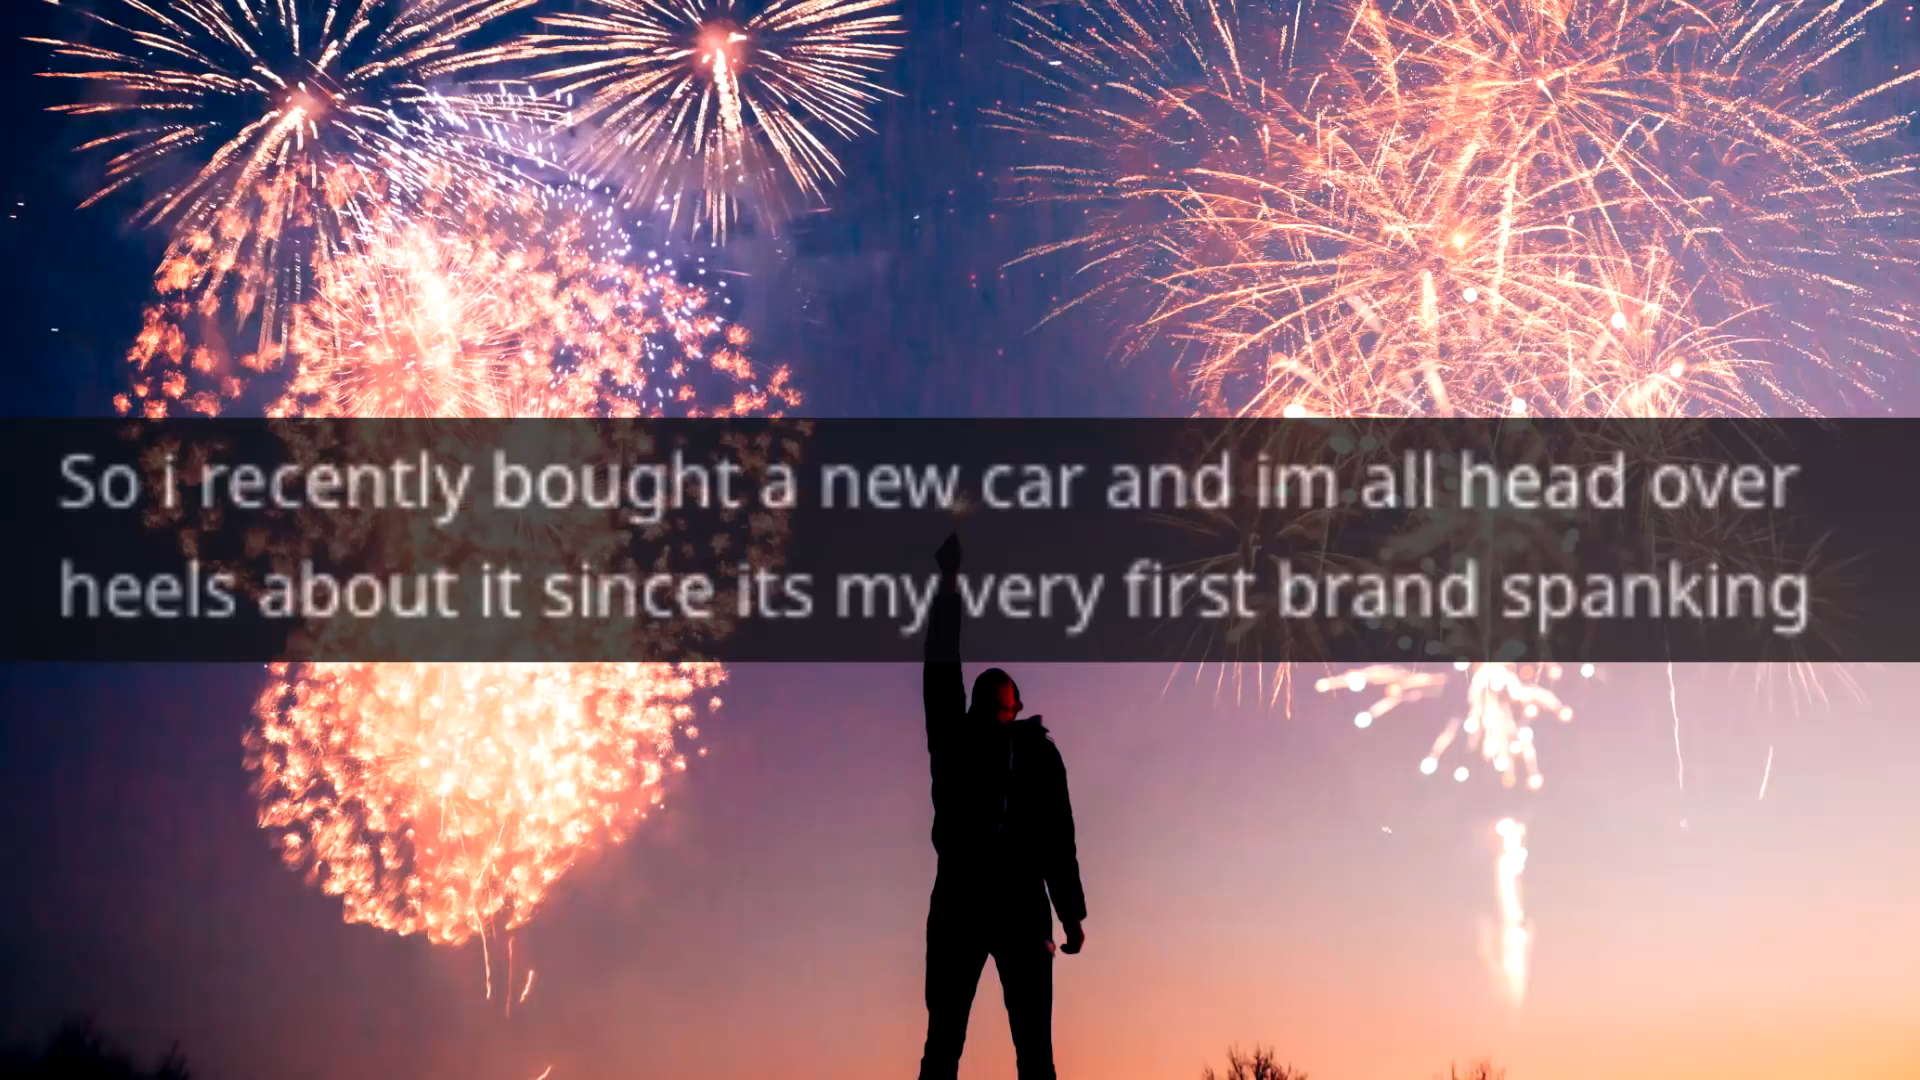 So i recently bought a new car and im all head over
heels about it since its my very first brand spanking